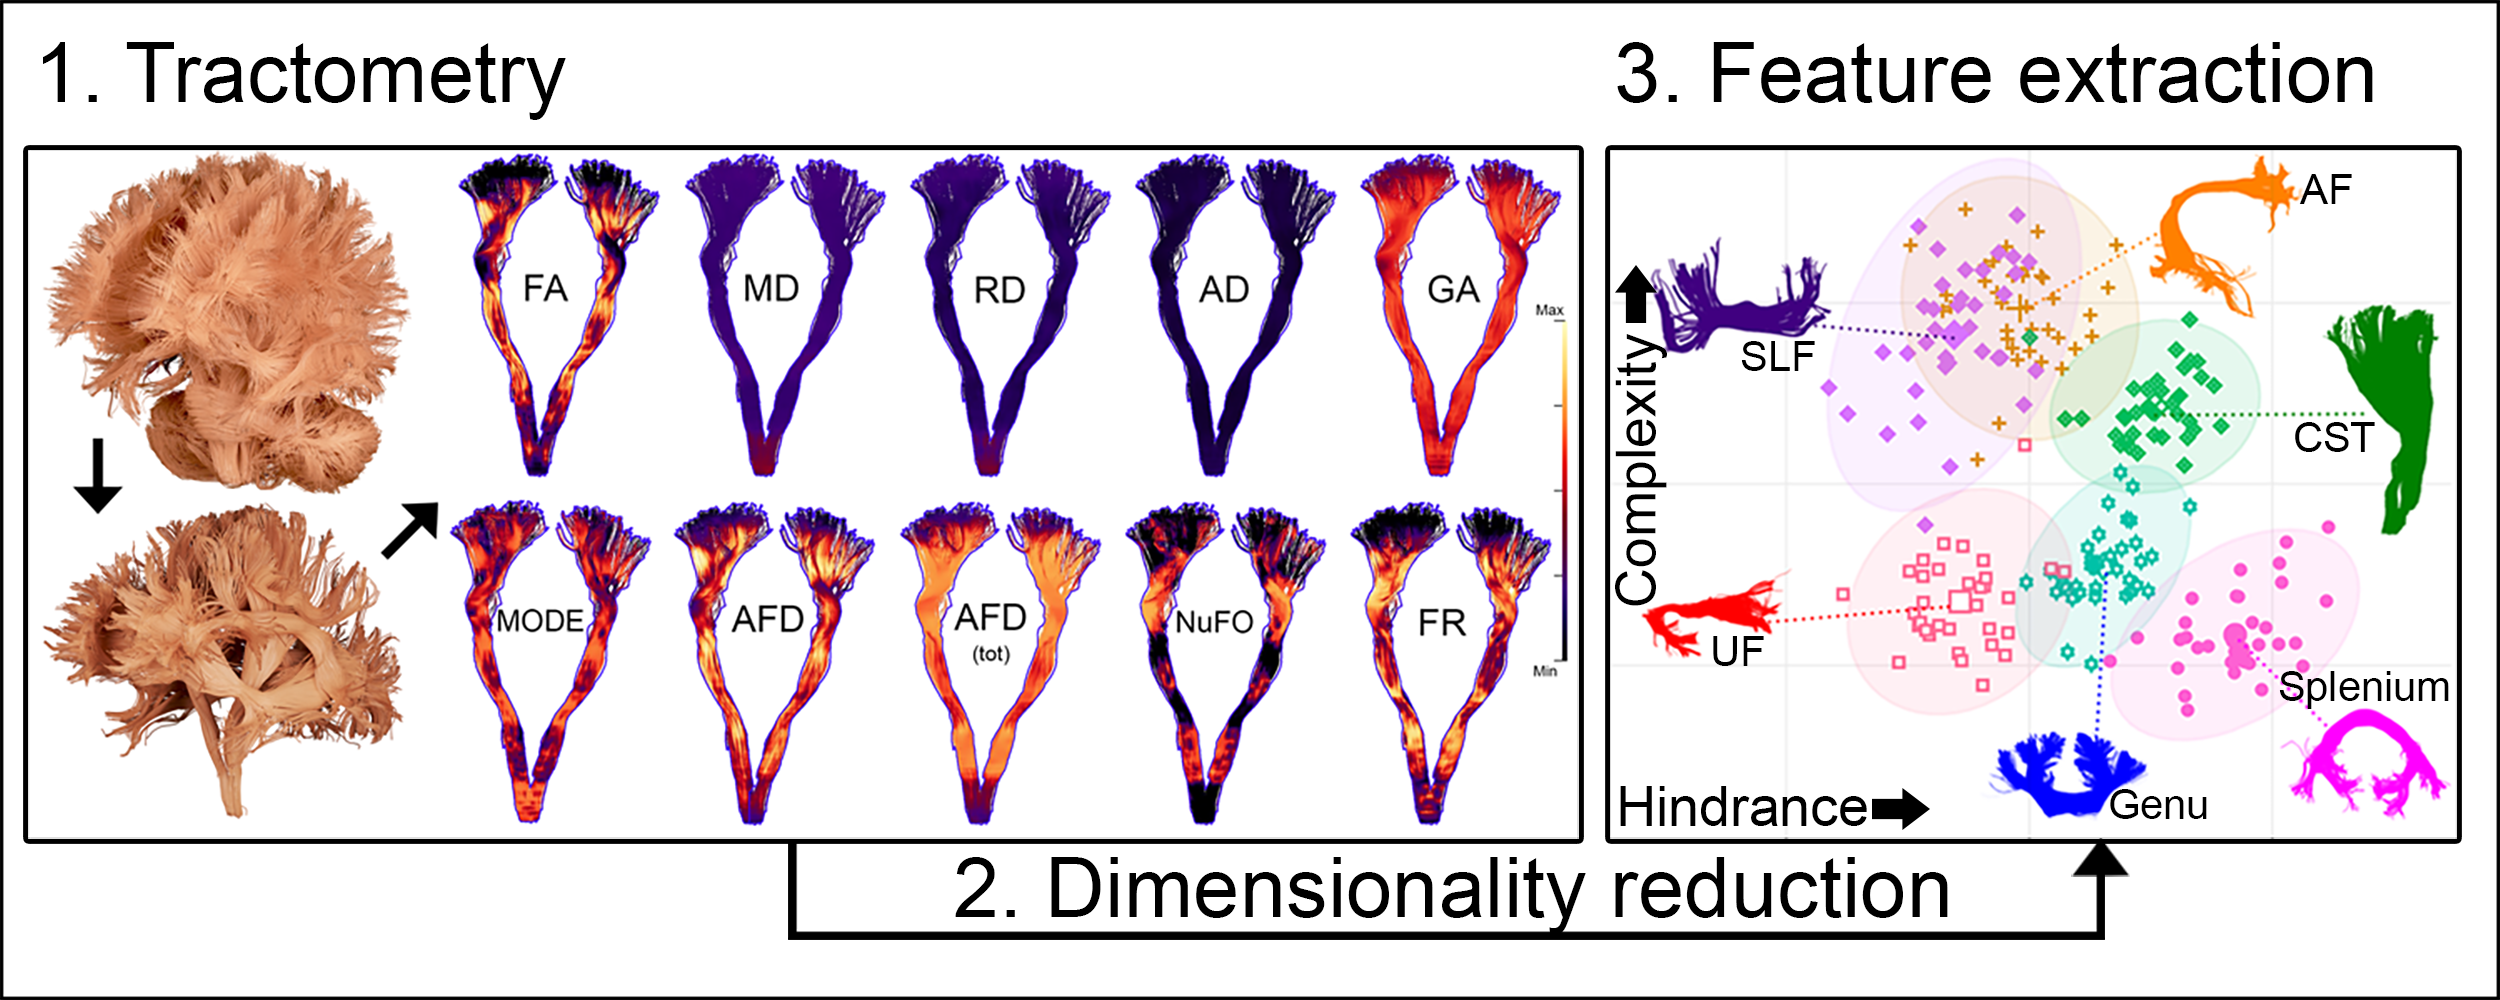 1. Tractometry
FA
MD
RD
AD
GA
Max
MODE
AFD
AFD
(tot)
NuFO
FR
Min
2. Dimensionality reduction
3. Feature extraction
AF
SLF
CST
Complexity
UF
Splenium
Hindrance
Genu